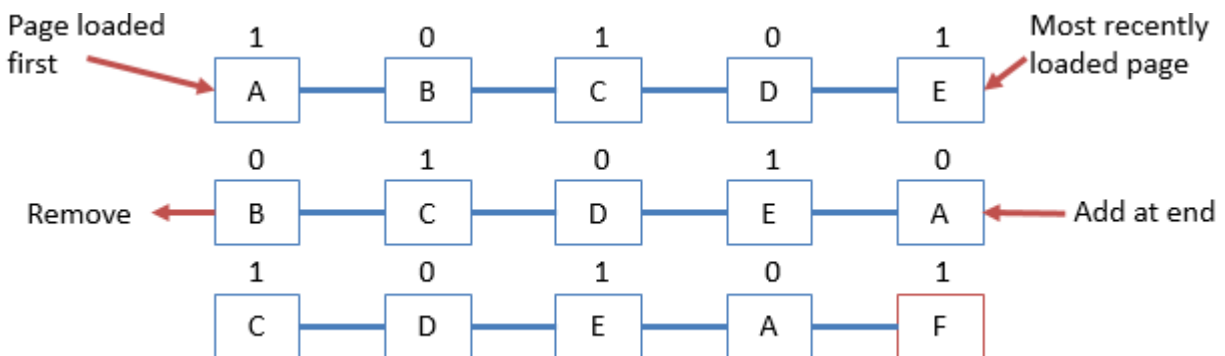 Page loaded
first
1 0 1 0 1
Most recently
loaded page
A B C D E
0 1 0 1 0
Remove
B C D E A
Add at end
1 0 1 0 1
C D E A F